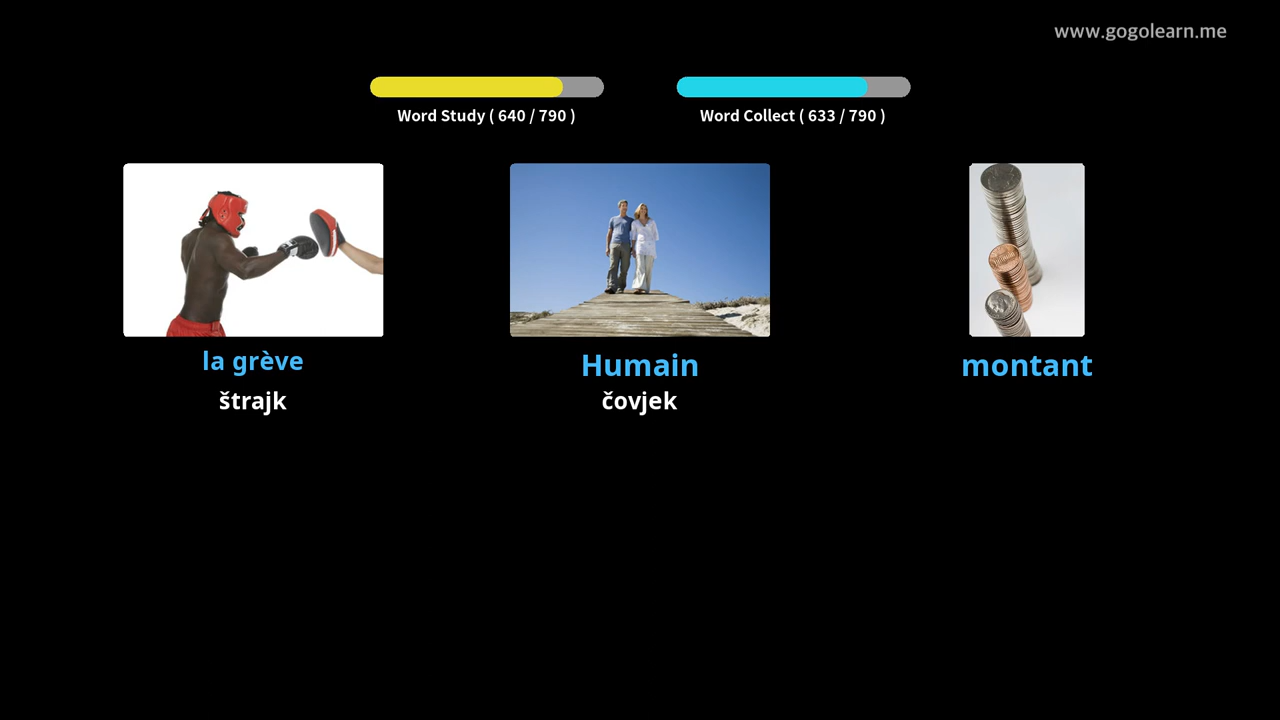 www.gogolearn.me
Word Study ( 640 / 790 )
Word Collect ( 633 / 790 )
la grève
Humain
montant
štrajk
čovjek